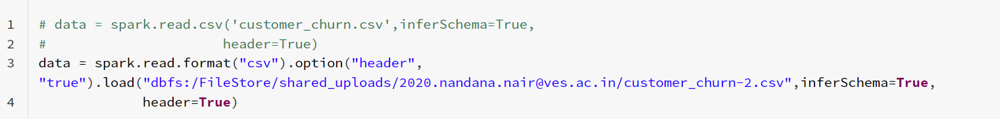 1 # data = spark.read.csv('customer_churn.csv',inferSchema=True,
2 #                      header=True)
3 data = spark.read.format("csv").option("header",
"true").load("dbfs:/FileStore/shared_uploads/2020.nandana.nair@ves.ac.in/customer_churn-2.csv",inferSchema=True,
4              header=True)